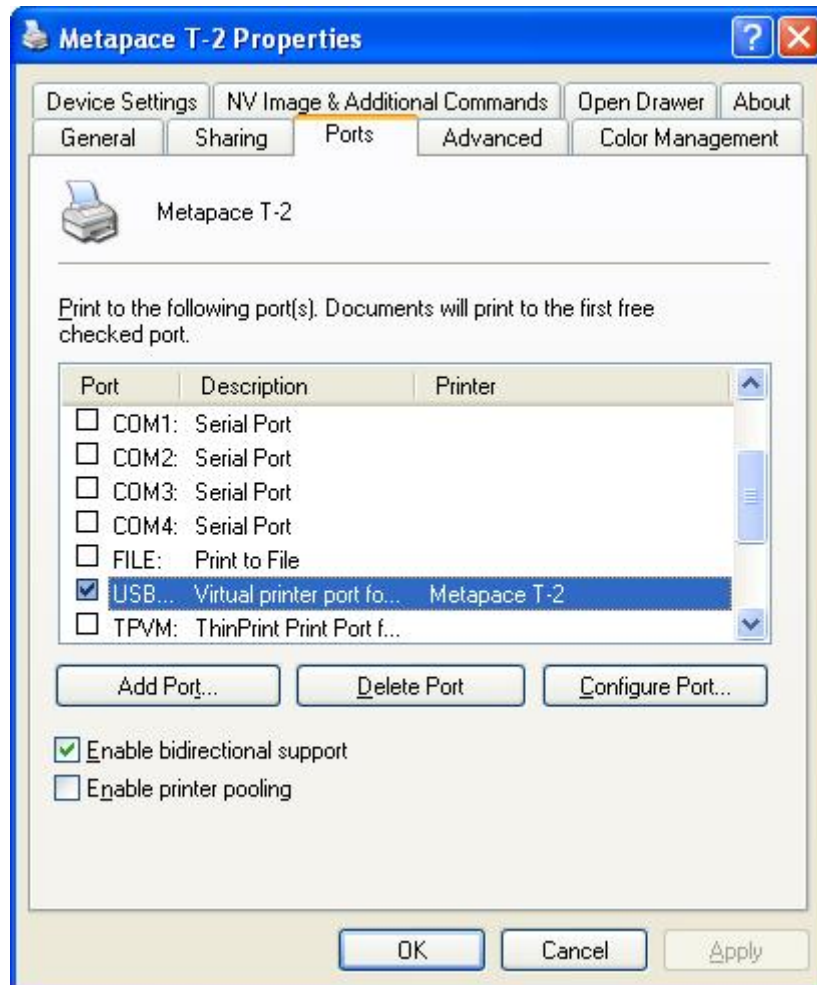 Metapace T-2 Properties
Device Settings NV Image & Additional Commands Open Drawer About
General Sharing Ports Advanced Color Management
Metapace T-2
Print to the following port(s). Documents will print to the first free
checked port.
Port Description Printer
COM1: Serial Port
COM2: Serial Port
COM3: Serial Port
COM4: Serial Port
FILE: Print to File
USB... Virtual printer port fo... Metapace T-2
TPVM: ThinPrint Print Port f...
Add Port... Delete Port Configure Port...
Enable bidirectional support
Enable printer pooling
OK Cancel Apply